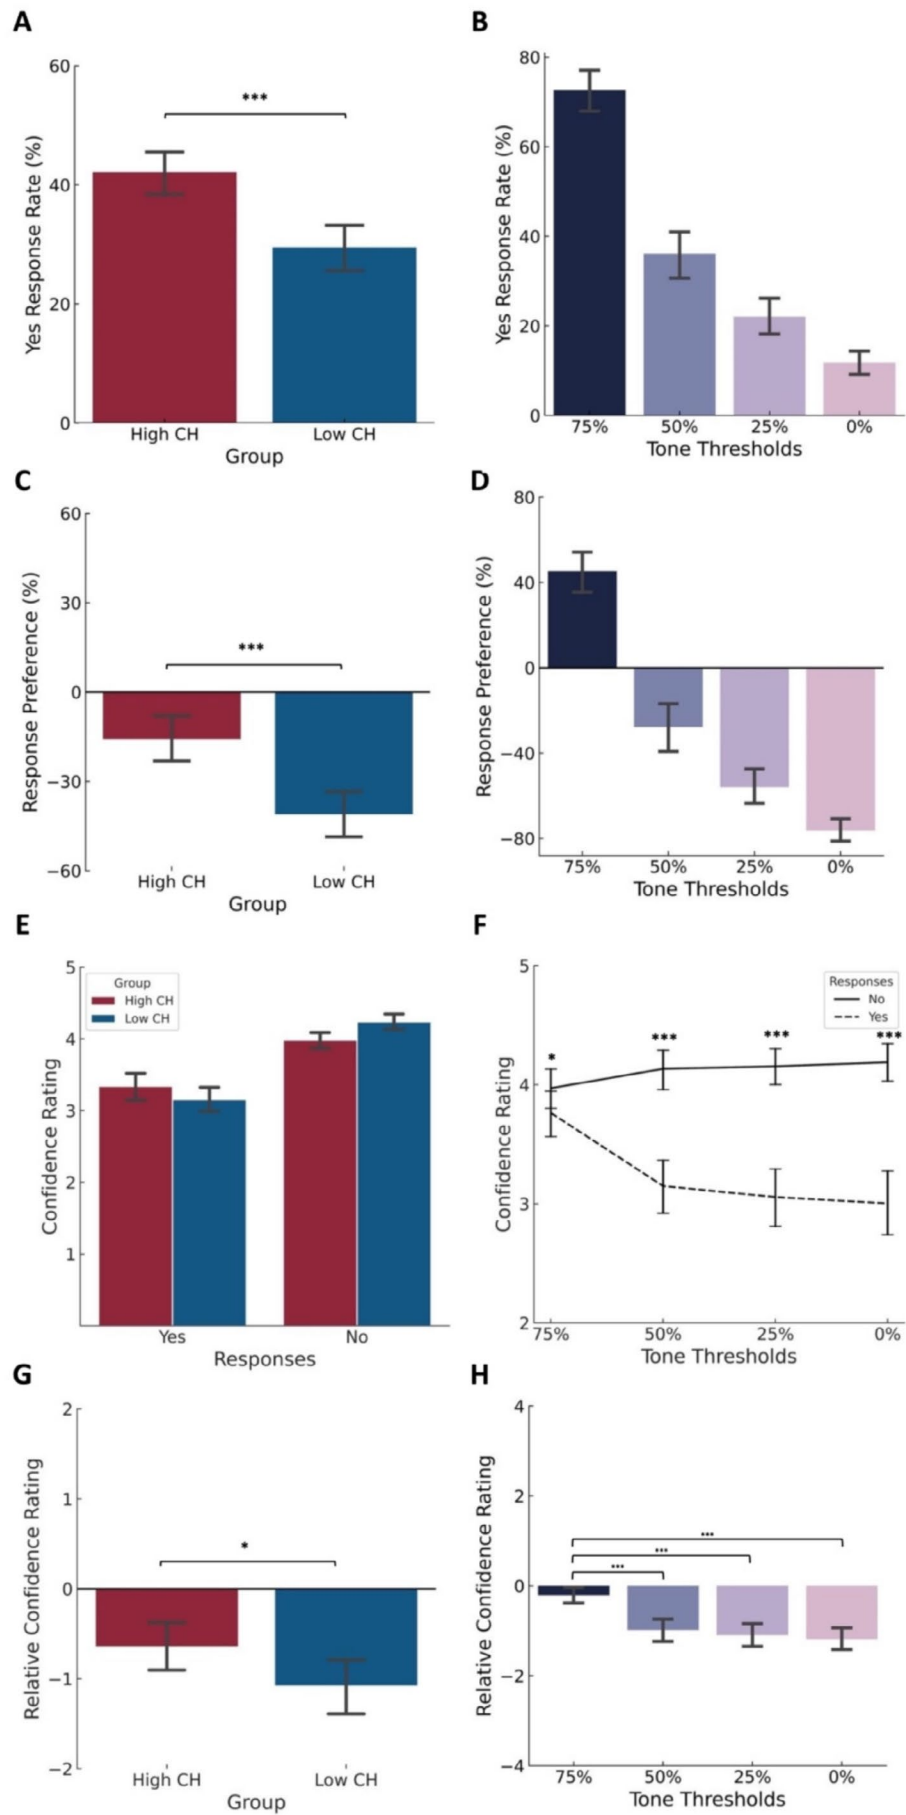 A
60
40
20
0
Yes Response Rate (%)
***
High CH
Low CH
Group
B
80
60
40
20
0
Yes Response Rate (%)
75%
50%
25%
0%
Tone Thresholds
C
60
30
0
−30
−60
Response Preference (%)
***
High CH
Low CH
Group
D
80
40
0
−40
−80
Response Preference (%)
75%
50%
25%
0%
Tone Thresholds
E
5
4
3
2
1
Confidence Rating
Group
High CH
Low CH
Yes
No
Responses
F
5
4
3
2
Confidence Rating
Responses
No
Yes
*
***
***
***
75%
50%
25%
0%
Tone Thresholds
G
2
1
0
−1
−2
Relative Confidence Rating
*
High CH
Low CH
Group
H
4
2
0
−2
−4
Relative Confidence Rating
***
***
***
75%
50%
25%
0%
Tone Thresholds